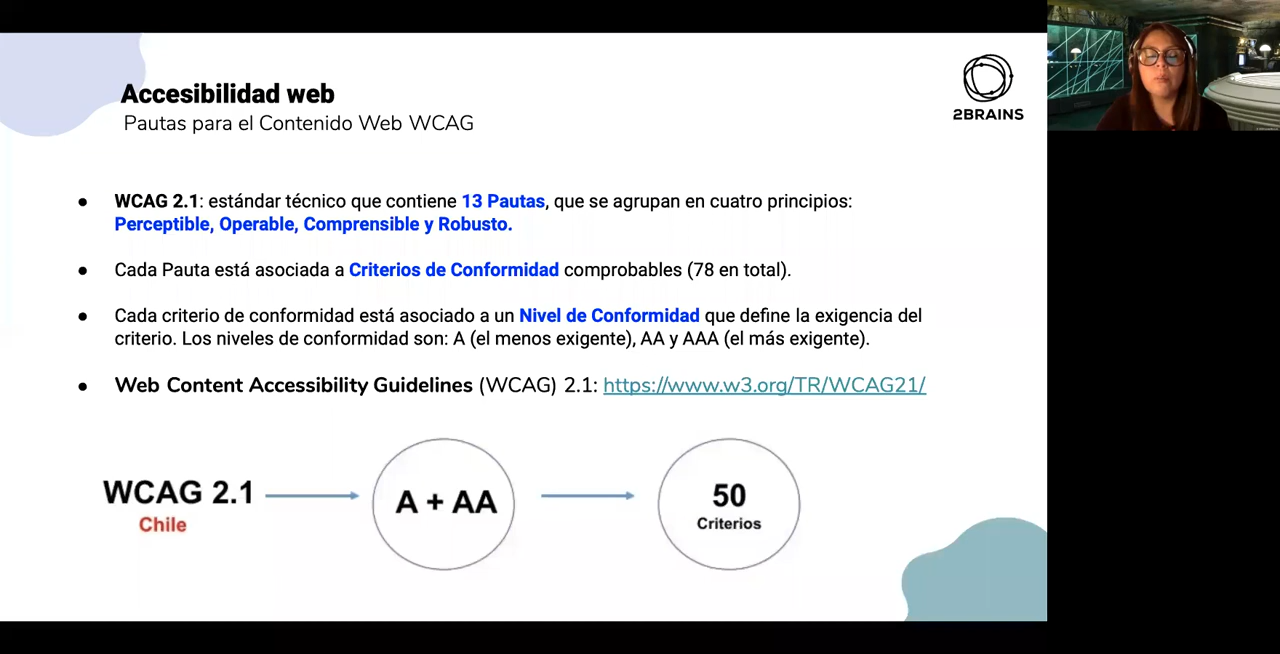 Accesibilidad web
Pautas para el Contenido Web WCAG
2BRAINS
● WCAG 2.1: estándar técnico que contiene 13 Pautas, que se agrupan en cuatro principios:
Perceptible, Operable, Comprensible y Robusto.
● Cada Pauta está asociada a Criterios de Conformidad comprobables (78 en total).
● Cada criterio de conformidad está asociado a un Nivel de Conformidad que define la exigencia del
criterio. Los niveles de conformidad son: A (el menos exigente), AA y AAA (el más exigente).
● Web Content Accessibility Guidelines (WCAG) 2.1: https://www.w3.org/TR/WCAG21/
WCAG 2.1
Chile
A + AA
50
Criterios